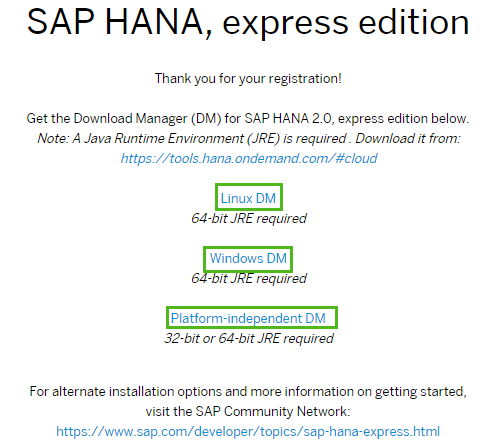 SAP HANA, express edition
Thank you for your registration!
Get the Download Manager (DM) for SAP HANA 2.0, express edition below.
Note: A Java Runtime Environment (JRE) is required . Download it from:
https://tools.hana.ondemand.com/#cloud
Linux DM
64-bit JRE required
Windows DM
64-bit JRE required
Platform-independent DM
32-bit or 64-bit JRE required
For alternate installation options and more information on getting started,
visit the SAP Community Network:
https://www.sap.com/developer/topics/sap-hana-express.html